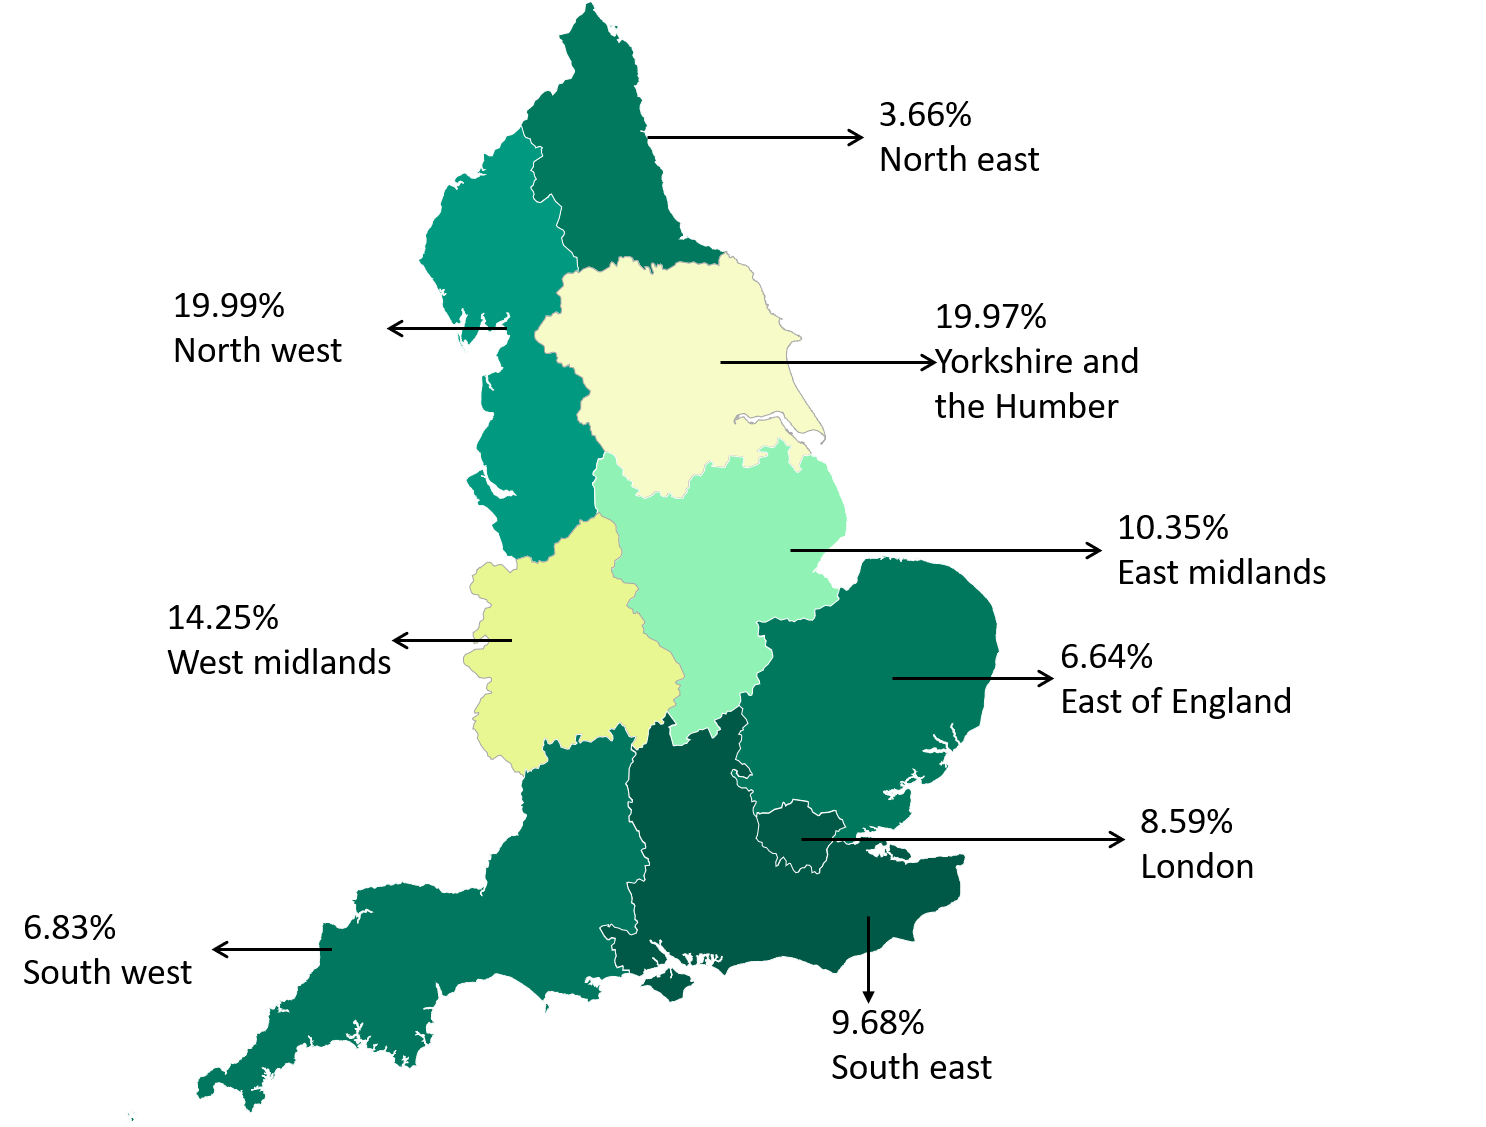 3.66%
North east
19.99%
North west
19.97%
Yorkshire and
the Humber
10.35%
East midlands
14.25%
West midlands
6.64%
East of England
8.59%
London
6.83%
South west
9.68%
South east